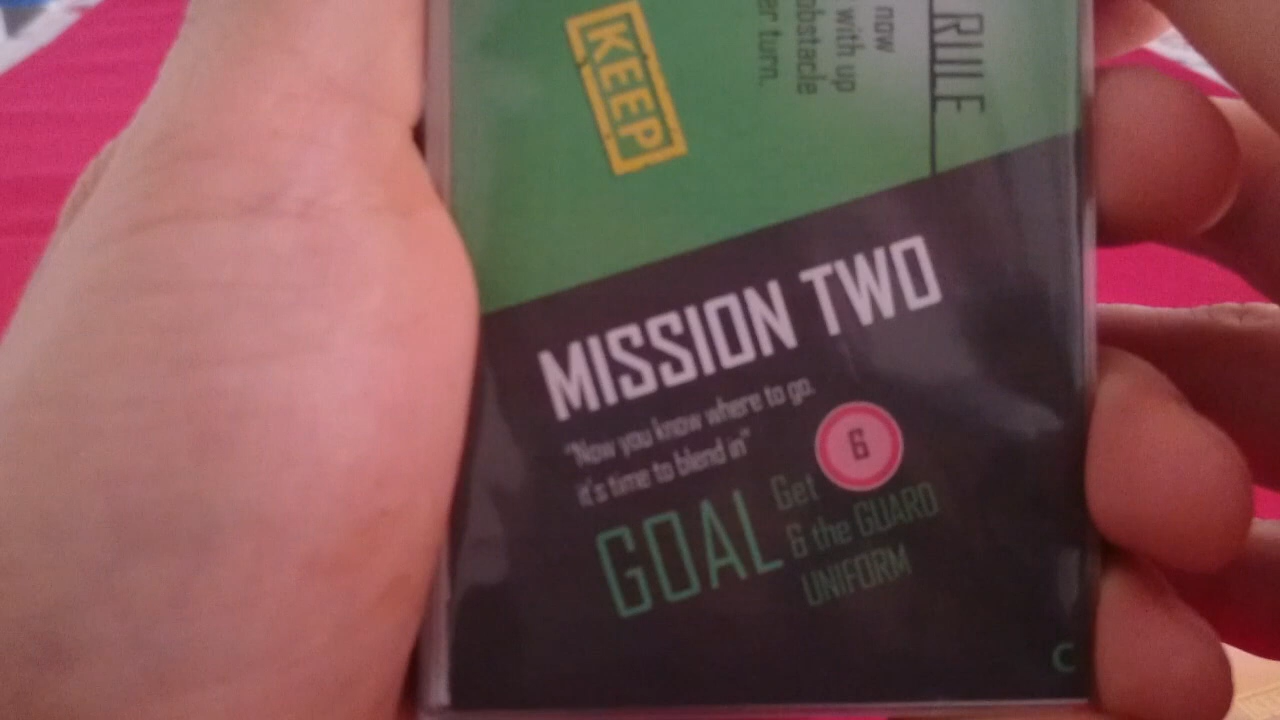 RULE
now
with up
obstacle
er turn.
KEEP
MISSION TWO
"Now you know where to go.
it's time to blend in"
GOAL
Get 6
& the GUARD
UNIFORM
C